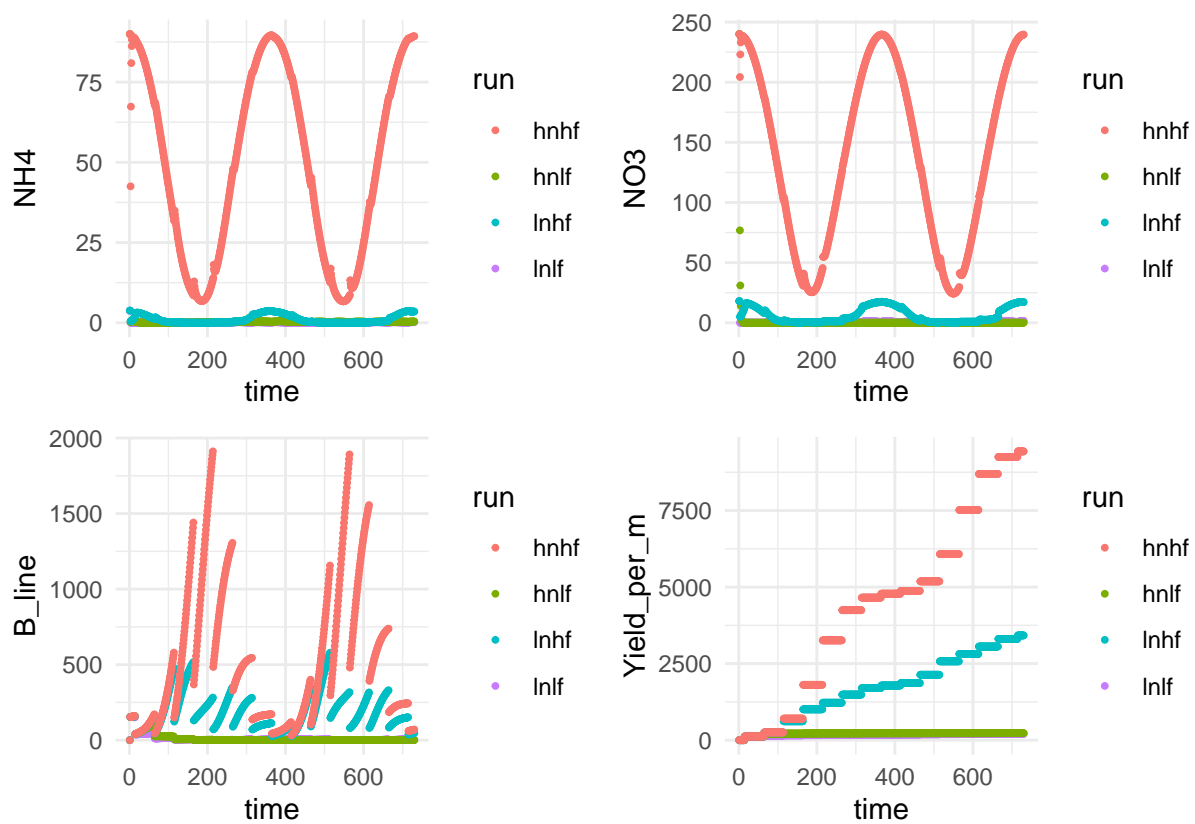 NH4
75
50
25
0
0 200 400 600
time
run
hnhf
hnlf
lnhf
lnlf
NO3
250
200
150
100
50
0
0 200 400 600
time
run
hnhf
hnlf
lnhf
lnlf
B_line
2000
1500
1000
500
0
0 200 400 600
time
run
hnhf
hnlf
lnhf
lnlf
Yield_per_m
7500
5000
2500
0
0 200 400 600
time
run
hnhf
hnlf
lnhf
lnlf